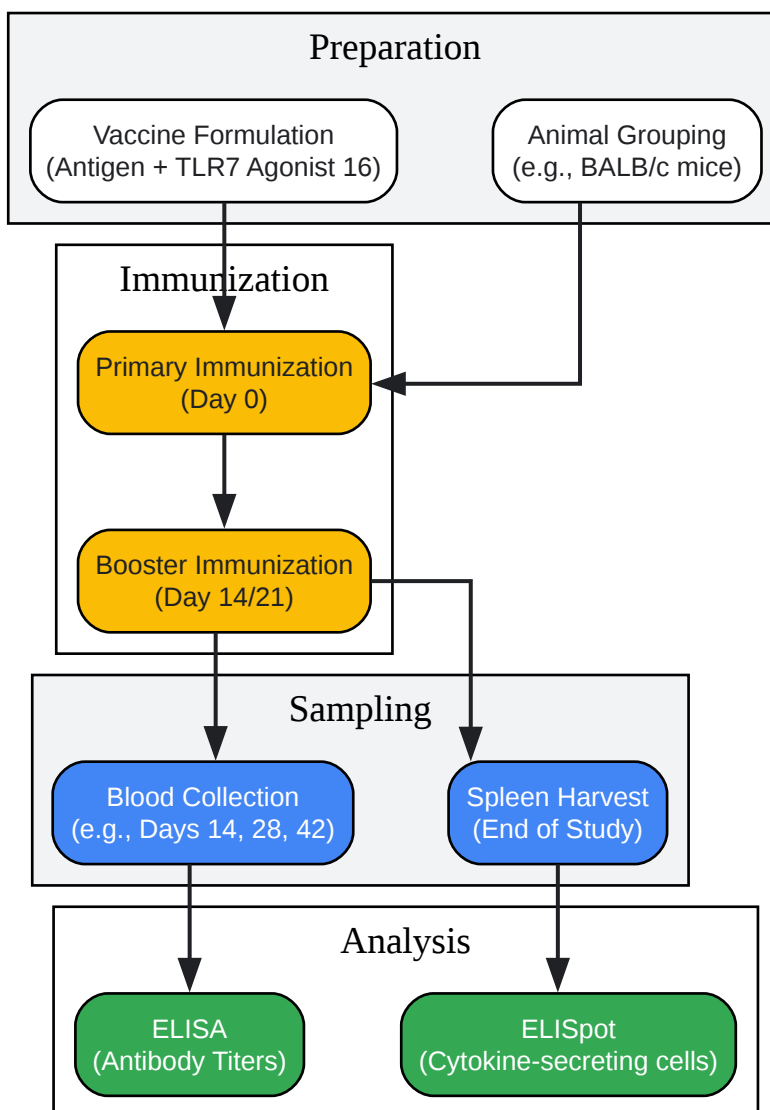 Preparation
Vaccine Formulation
(Antigen + TLR7 Agonist 16)
Animal Grouping
(e.g., BALB/c mice)
Immunization
Primary Immunization
(Day 0)
Booster Immunization
(Day 14/21)
Sampling
Blood Collection
(e.g., Days 14, 28, 42)
Spleen Harvest
(End of Study)
Analysis
ELISA
(Antibody Titers)
ELISpot
(Cytokine-secreting cells)